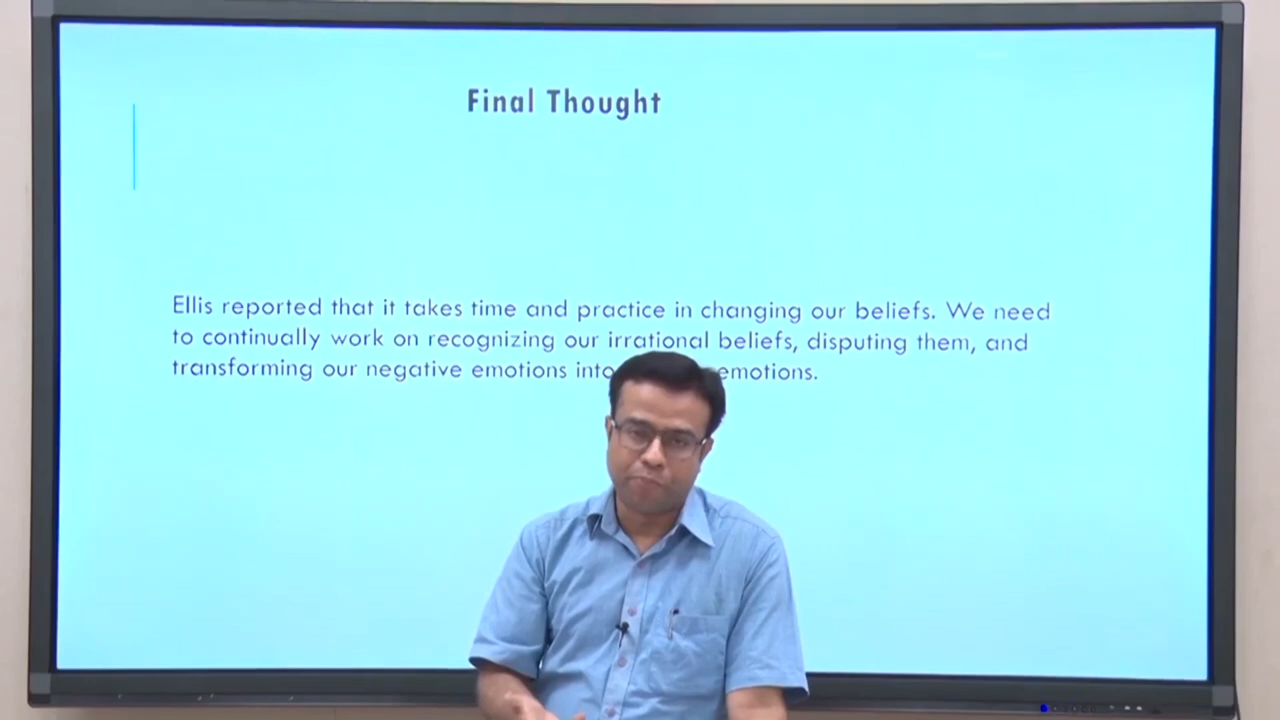 Final Thought
Ellis reported that it takes time and practice in changing our beliefs. We need
to continually work on recognizing our irrational beliefs, disputing them, and
transforming our negative emotions into emotions.